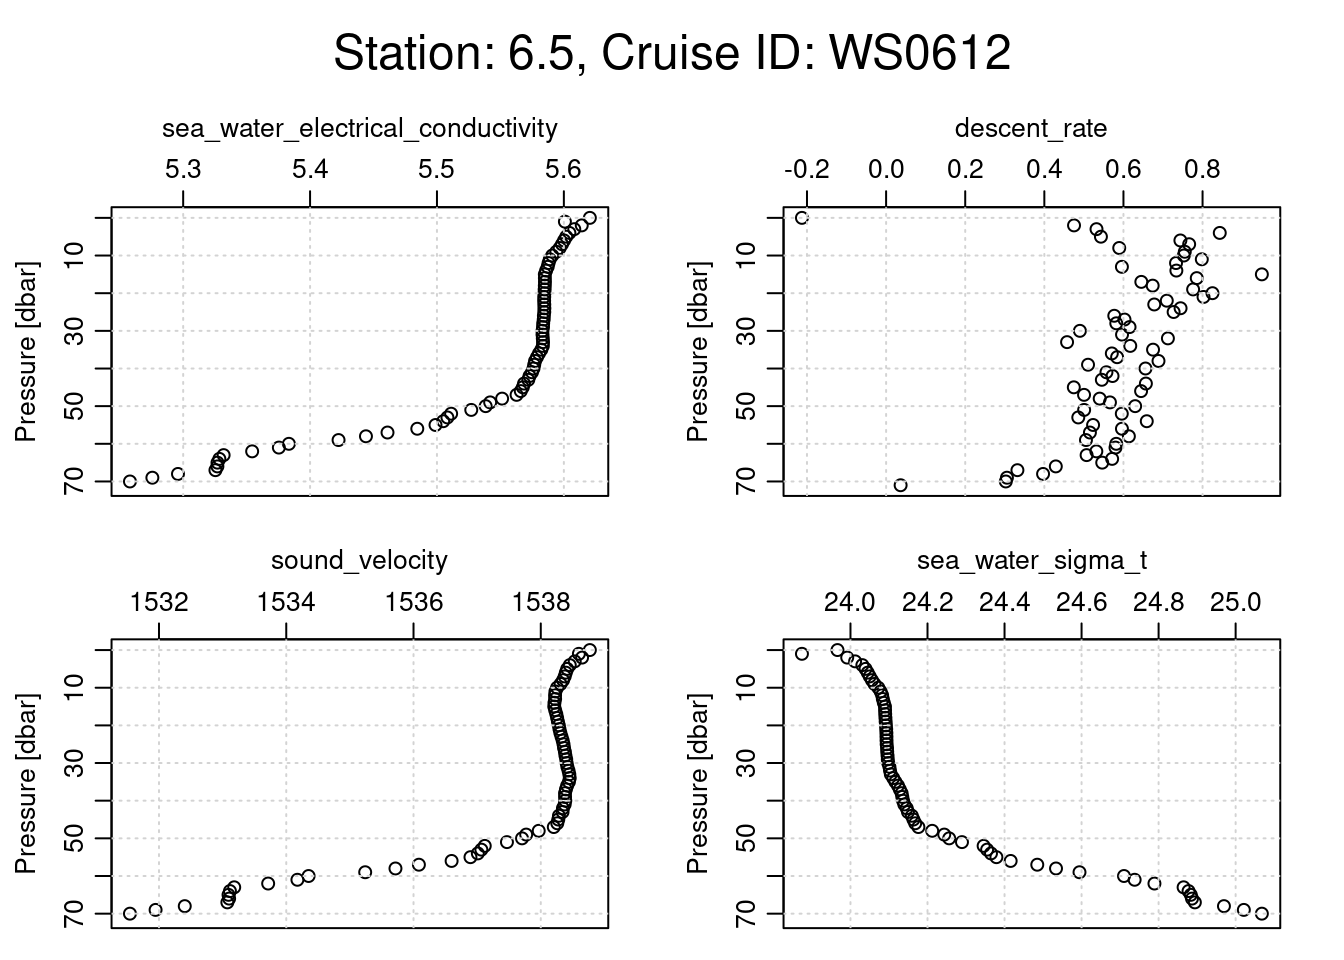 Station: 6.5, Cruise ID: WS0612
sea_water_electrical_conductivity
5.3 5.4 5.5 5.6
Pressure [dbar]
10
30
50
70
descent_rate
-0.2 0.0 0.2 0.4 0.6 0.8
Pressure [dbar]
10
30
50
70
sound_velocity
1532 1534 1536 1538
Pressure [dbar]
10
30
50
70
sea_water_sigma_t
24.0 24.2 24.4 24.6 24.8 25.0
Pressure [dbar]
10
30
50
70